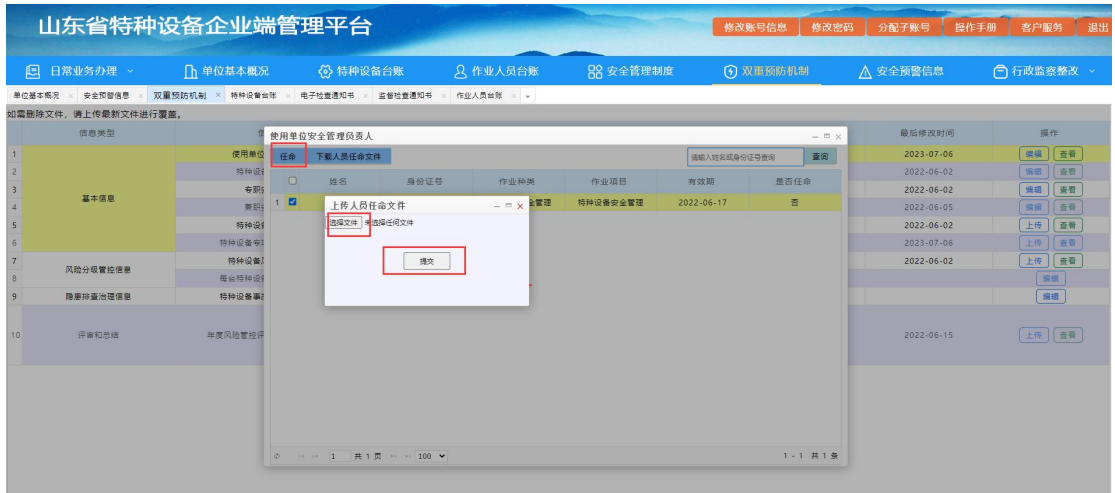 山东省特种设备企业端管理平台
修改账号信息 修改密码 分配子账号 操作手册 客户服务 退出
日常业务办理 单位基本概况 特种设备台账 作业人员台账 安全管理制度 双重预防机制 安全预警信息 行政监察整改
单位基本概况 × 安全预警信息 × 双重预防机制 × 特种设备台账 × 电子检查通知书 × 监督检查通知书 × 作业人员台账 ×
如需删除文件，请上传最新文件进行覆盖。
信息类型 最后修改时间 操作
使用单位安全管理负责人
任命 下载人员任命文件 请输入姓名或身份证号查询 查询
姓名 身份证号 作业种类 作业项目 有效期 是否任命
1 全管理 特种设备安全管理 2022-06-17 否
上传人员任命文件
选择文件 未选择任何文件
提交
1 基本信息 使用单位 2023-07-06 编辑 查看
2 特种设 2022-06-02 编辑 查看
3 专职 2022-06-02 编辑 查看
4 兼职 2022-06-05 编辑 查看
5 特种设 2022-06-02 上传 查看
6 特种设备专 2023-07-06 上传 查看
7 风险分级管控信息 特种设备 2022-06-02 上传 查看
8 每台特种设 编辑
9 隐患排查治理信息 特种设备事 编辑
10 评审和总结 年度风险管控评 2022-06-15 上传 查看
1 共 1 页 100 1 - 1 共 1 条